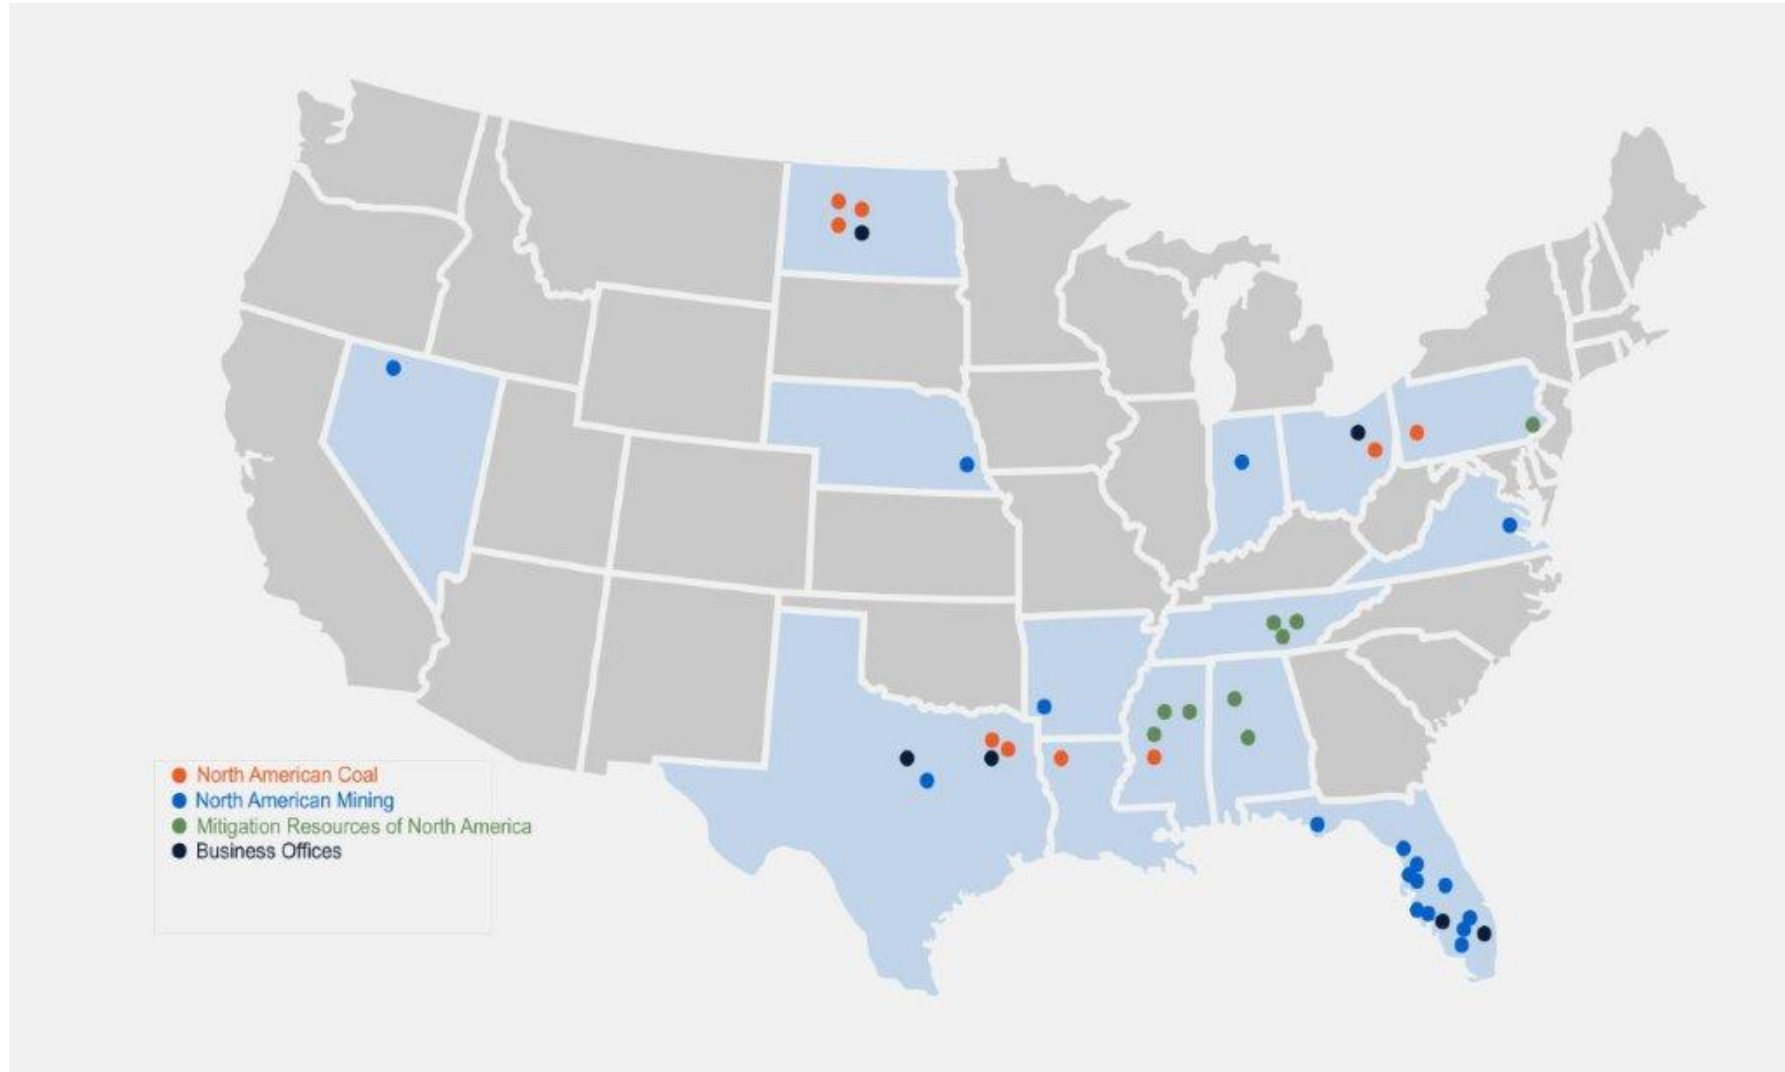 North American Coal
North American Mining
Mitigation Resources of North America
Business Offices